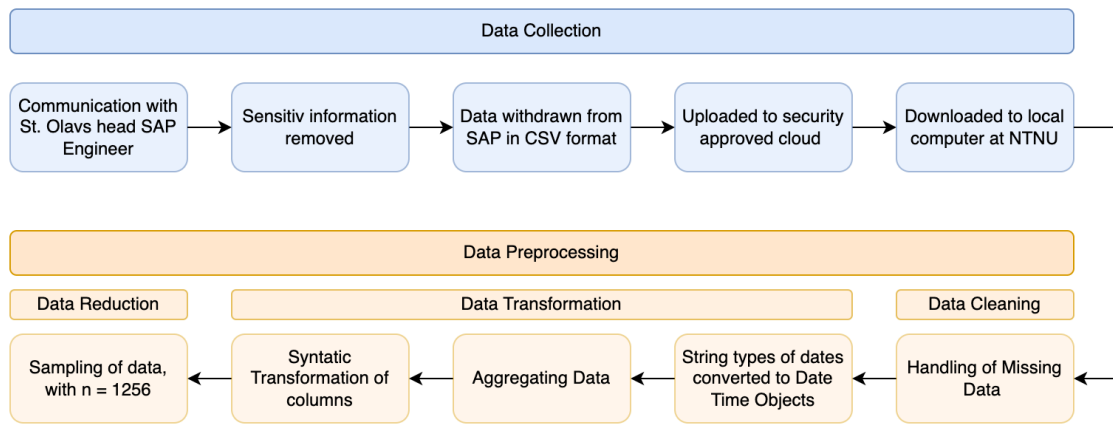 Data Collection
Communication with
St. Olavs head SAP
Engineer
Sensitiv information
removed
Data withdrawn from
SAP in CSV format
Uploaded to security
approved cloud
Downloaded to local
computer at NTNU
Data Preprocessing
Data Reduction
Data Transformation
Data Cleaning
Sampling of data,
with n = 1256
Syntatic
Transformation of
columns
Aggregating Data
String types of dates
converted to Date
Time Objects
Handling of Missing
Data